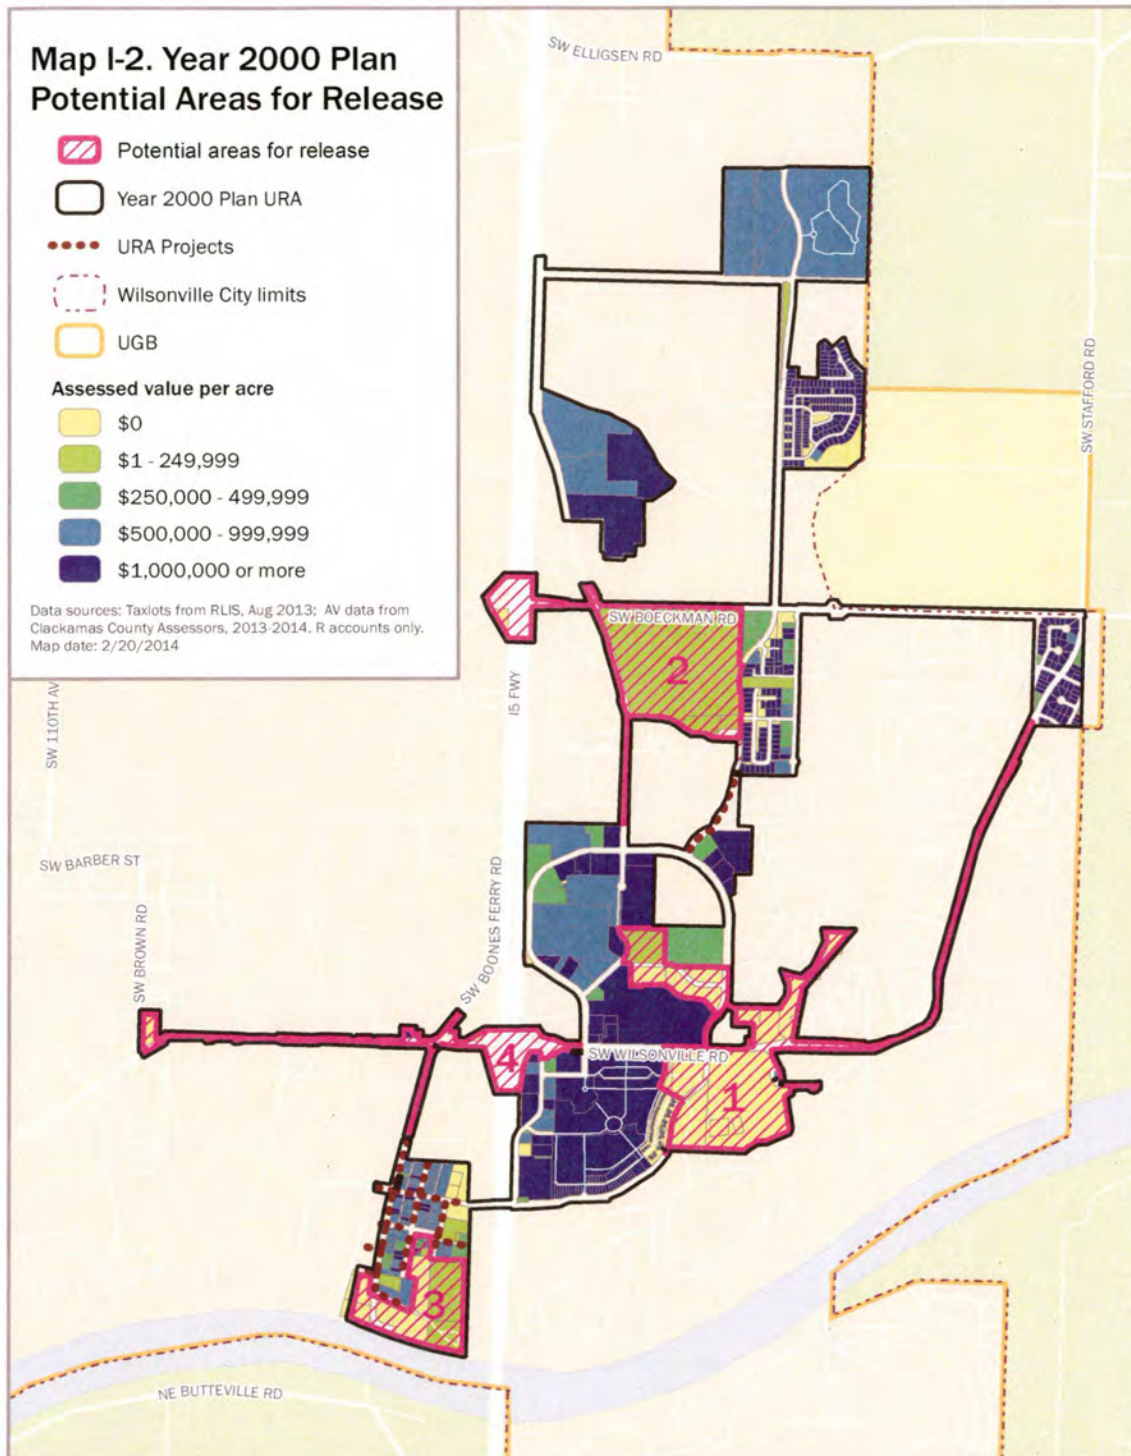 Map I-2. Year 2000 Plan
Potential Areas for Release
Potential areas for release
Year 2000 Plan URA
URA Projects
Wilsonville City limits
UGB
Assessed value per acre
$0
$1 - 249,999
$250,000 - 499,999
$500,000 - 999,999
$1,000,000 or more
Data sources: Taxlots from RLIS, Aug 2013; AV data from
Clackamas County Assessors, 2013-2014. R accounts only.
Map date: 2/20/2014
SW ELLIGSEN RD
SW STAFFORD RD
SW BOECKMAN RD
2
I5 FWY
SW 110TH AV
SW BARBER ST
SW BROWN RD
SW BOONES FERRY RD
SW WILSONVILLE RD
4
1
3
NE BUTTEVILLE RD